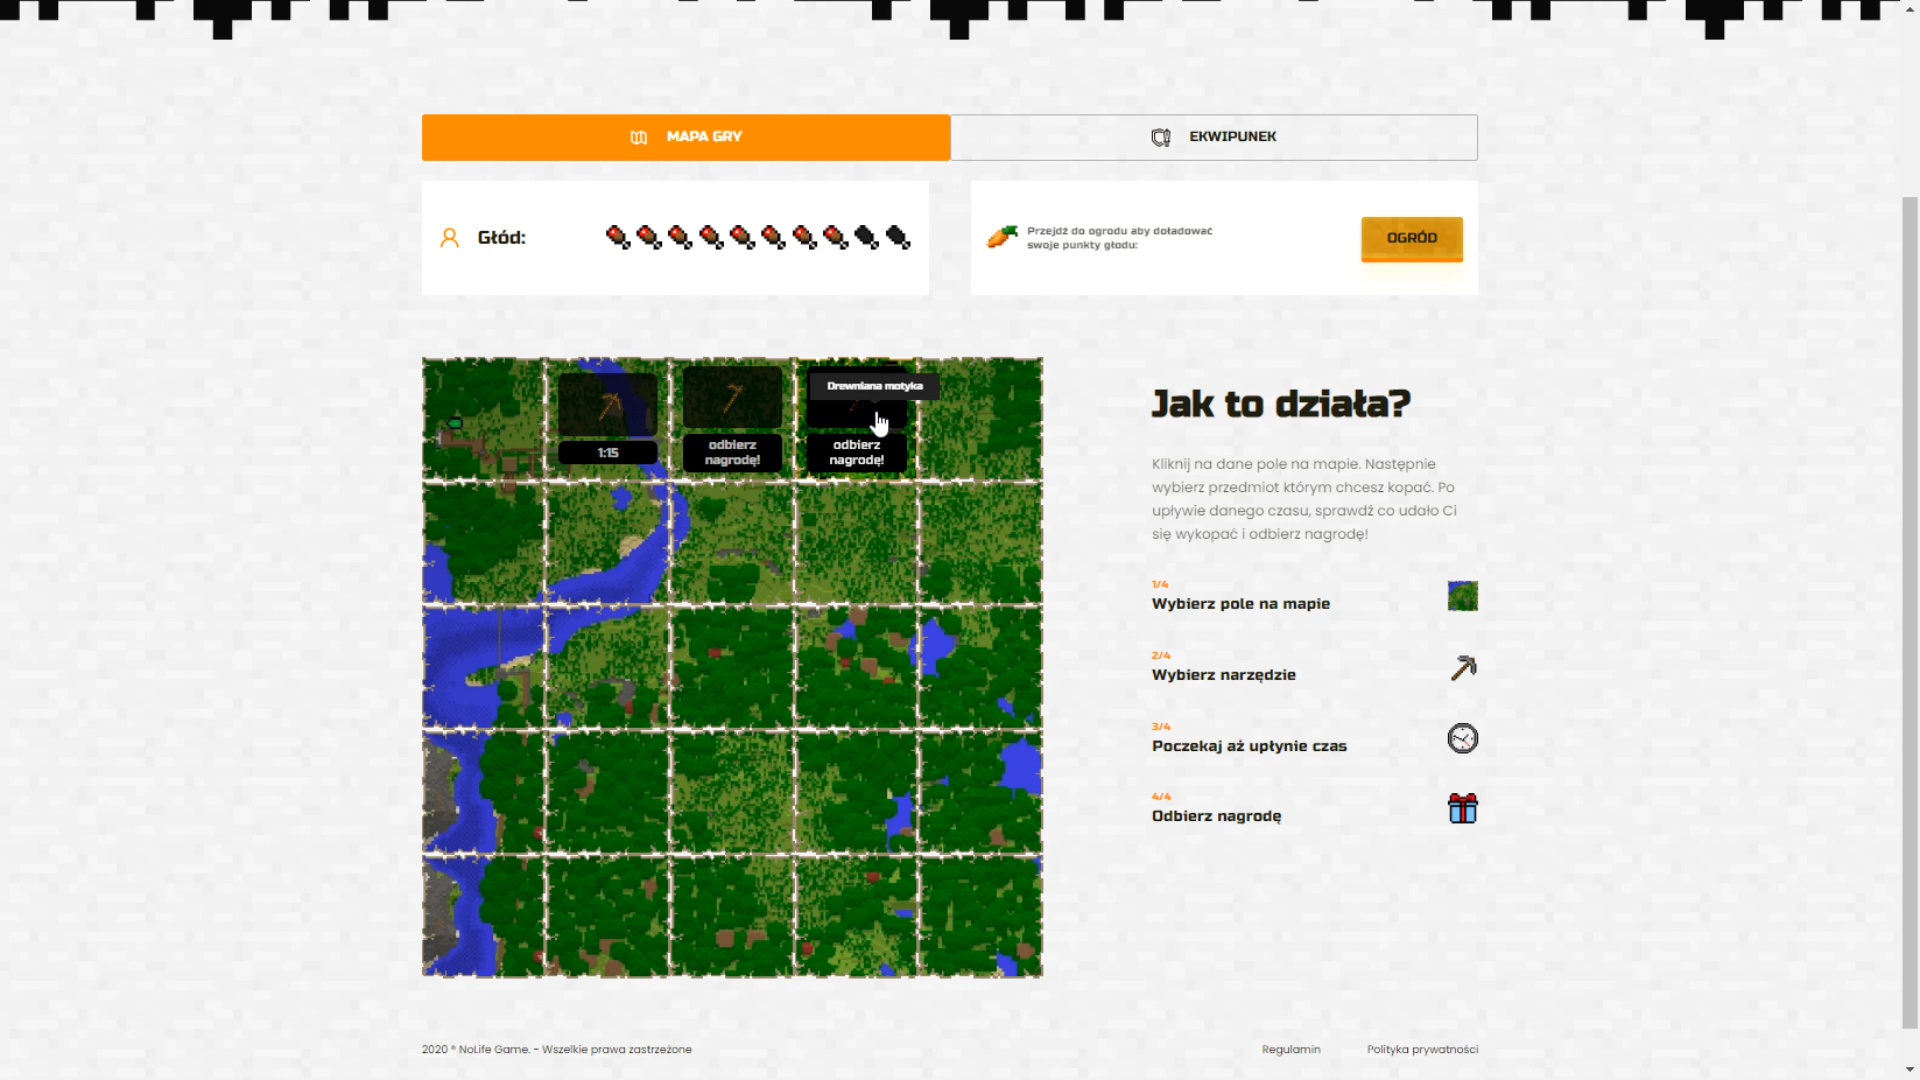 MAPA GRY
EKWIPUNEK
Głód:
Przejdź do ogrodu aby doładować
swoje punkty głodu:
OGRÓD
Drewniana motyka
1:15
odbierz
nagrodę!
odbierz
nagrodę!
Jak to działa?
Kliknij na dane pole na mapie. Następnie
wybierz przedmiot którym chcesz kopać. Po
upływie danego czasu, sprawdź co udało Ci
się wykopać i odbierz nagrodę!
1/4
Wybierz pole na mapie
2/4
Wybierz narzędzie
3/4
Poczekaj aż upłynie czas
4/4
Odbierz nagrodę
2020 ® NoLife Game. - Wszelkie prawa zastrzeżone
Regulamin
Polityka prywatności